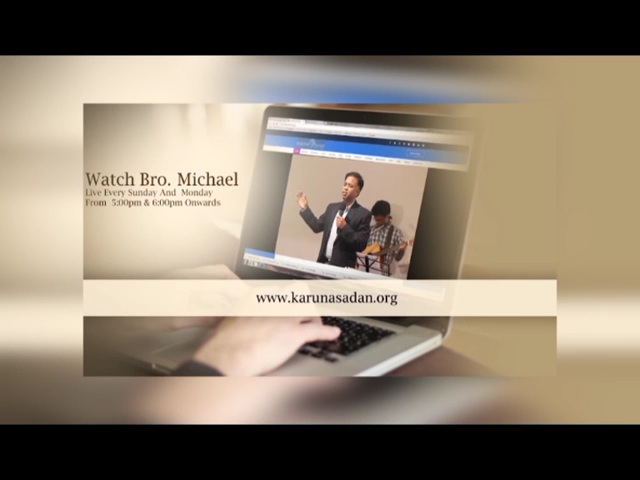 Watch Bro. Michael
Live Every Sunday And Monday
From 5:00pm & 6:00pm Onwards
www.karunasadan.org